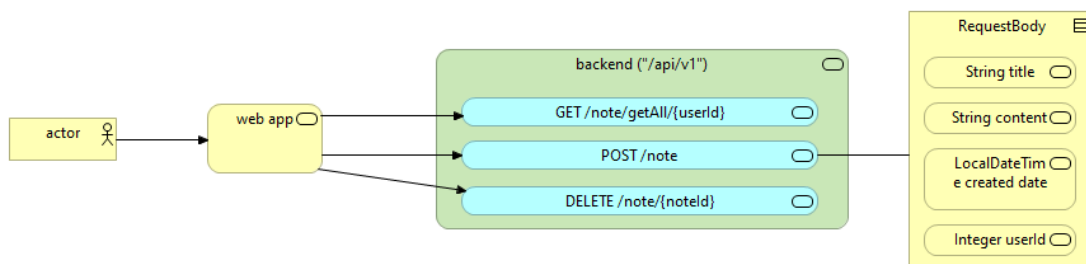 actor
web app
backend ("/api/v1")
GET /note/getAll/{userId}
POST /note
DELETE /note/{noteId}
RequestBody
String title
String content
LocalDateTim
e created date
Integer userId